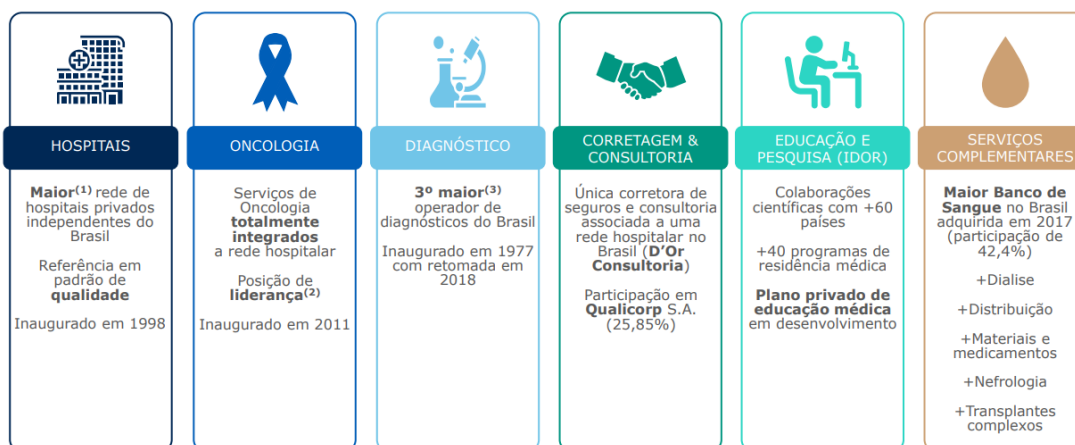 HOSPITAIS
Maior(1) rede de
hospitais privados
independentes do
Brasil
Referência em
padrão de
qualidade
Inaugurado em 1998
ONCOLOGIA
Serviços de
Oncologia
totalmente
integrados
a rede hospitalar
Posição de
liderança(2)
Inaugurado em 2011
DIAGNÓSTICO
3º maior(3)
operador de
diagnósticos do Brasil
Inaugurado em 1977
com retomada em
2018
CORRETAGEM &
CONSULTORIA
Única corretora de
seguros e consultoria
associada a uma
rede hospitalar no
Brasil (D'Or
Consultoria)
Participação em
Qualicorp S.A.
(25,85%)
EDUCAÇÃO E
PESQUISA (IDOR)
Colaborações
científicas com +60
países
+40 programas de
residência médica
Plano privado de
educação médica
em desenvolvimento
SERVIÇOS
COMPLEMENTARES
Maior Banco de
Sangue no Brasil
adquirida em 2017
(participação de
42,4%)
+Dialise
+Distribuição
+Materiais e
medicamentos
+Nefrologia
+Transplantes
complexos